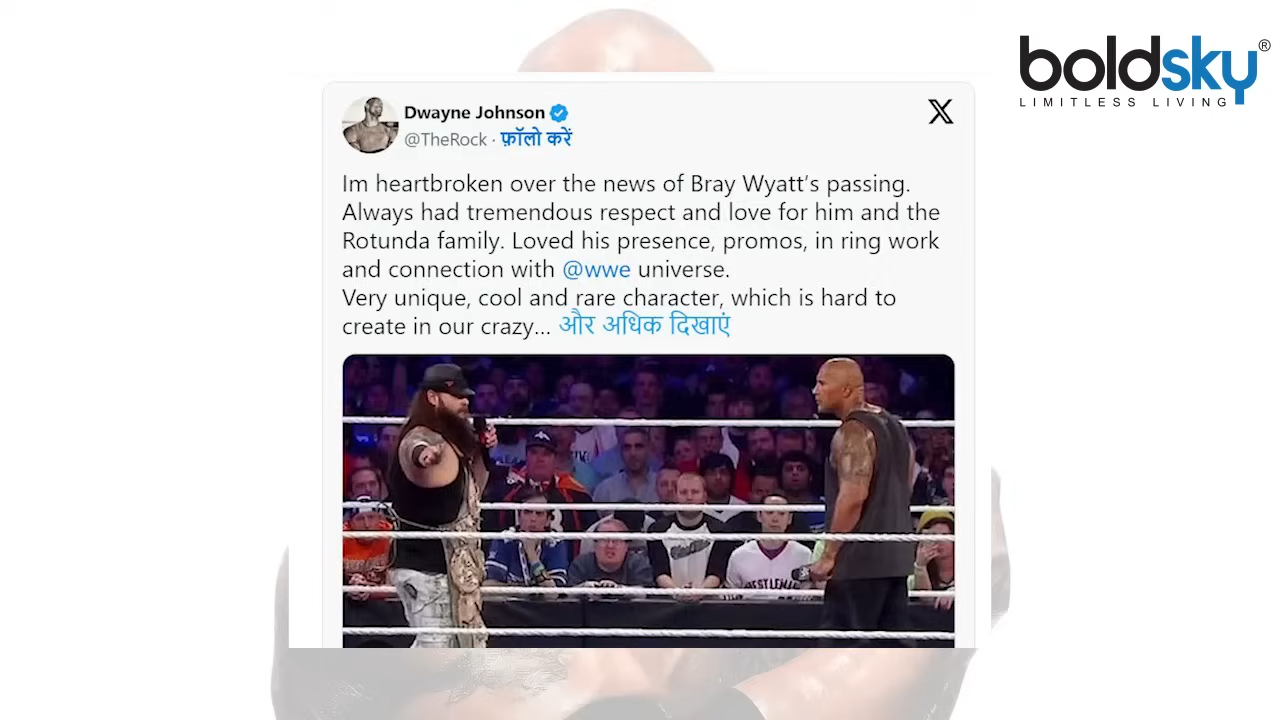 boldsky®
LIMITLESS LIVING
Dwayne Johnson
@TheRock · फ़ॉलो करें
Im heartbroken over the news of Bray Wyatt’s passing.
Always had tremendous respect and love for him and the
Rotunda family. Loved his presence, promos, in ring work
and connection with @wwe universe.
Very unique, cool and rare character, which is hard to
create in our crazy... और अधिक दिखाएं